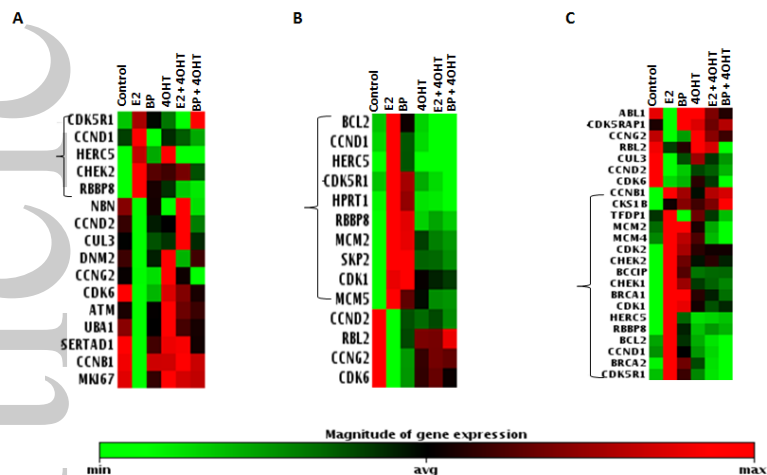 A
B
C
Control
E2
BP
4OHT
E2 + 4OHT
BP + 4OHT
CDK5R1
CCND1
HERC5
CHEK2
RBBP8
NBN
CCND2
CUL3
DNM2
CCNG2
CDK6
ATM
UBA1
SERTAD1
CCNB1
MKI67
Control
E2
BP
4OHT
E2 + 4OHT
BP + 4OHT
BCL2
CCND1
HERC5
CDK5R1
HPRT1
RBBP8
MCM2
SKP2
CDK1
MCM5
CCND2
RBL2
CCNG2
CDK6
Control
E2
BP
4OHT
E2 + 4OHT
BP + 4OHT
ABL1
CDK5RAP1
CCNG2
RBL2
CUL3
CCND2
CDK6
CCNB1
CKS1B
TFDP1
MCM2
MCM4
CDK2
CHEK2
BCCIP
CHEK1
BRCA1
CDK1
HERC5
RBBP8
BCL2
CCND1
BRCA2
CDK5R1
Magnitude of gene expression
min avg max